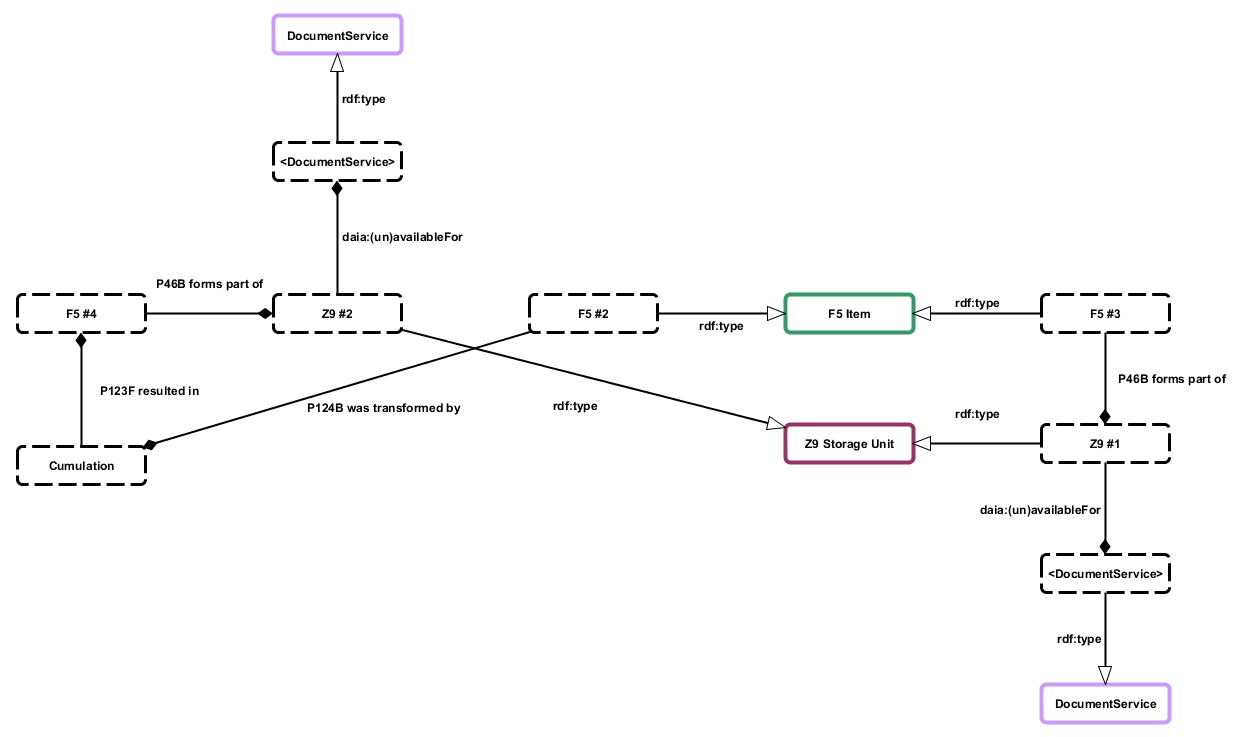 DocumentService
rdf:type
<DocumentService>
daia:(un)availableFor
P46B forms part of
F5 #4
Z9 #2
F5 #2
rdf:type
F5 Item
rdf:type
F5 #3
P123F resulted in
P124B was transformed by
rdf:type
P46B forms part of
rdf:type
Cumulation
Z9 Storage Unit
Z9 #1
daia:(un)availableFor
<DocumentService>
rdf:type
DocumentService